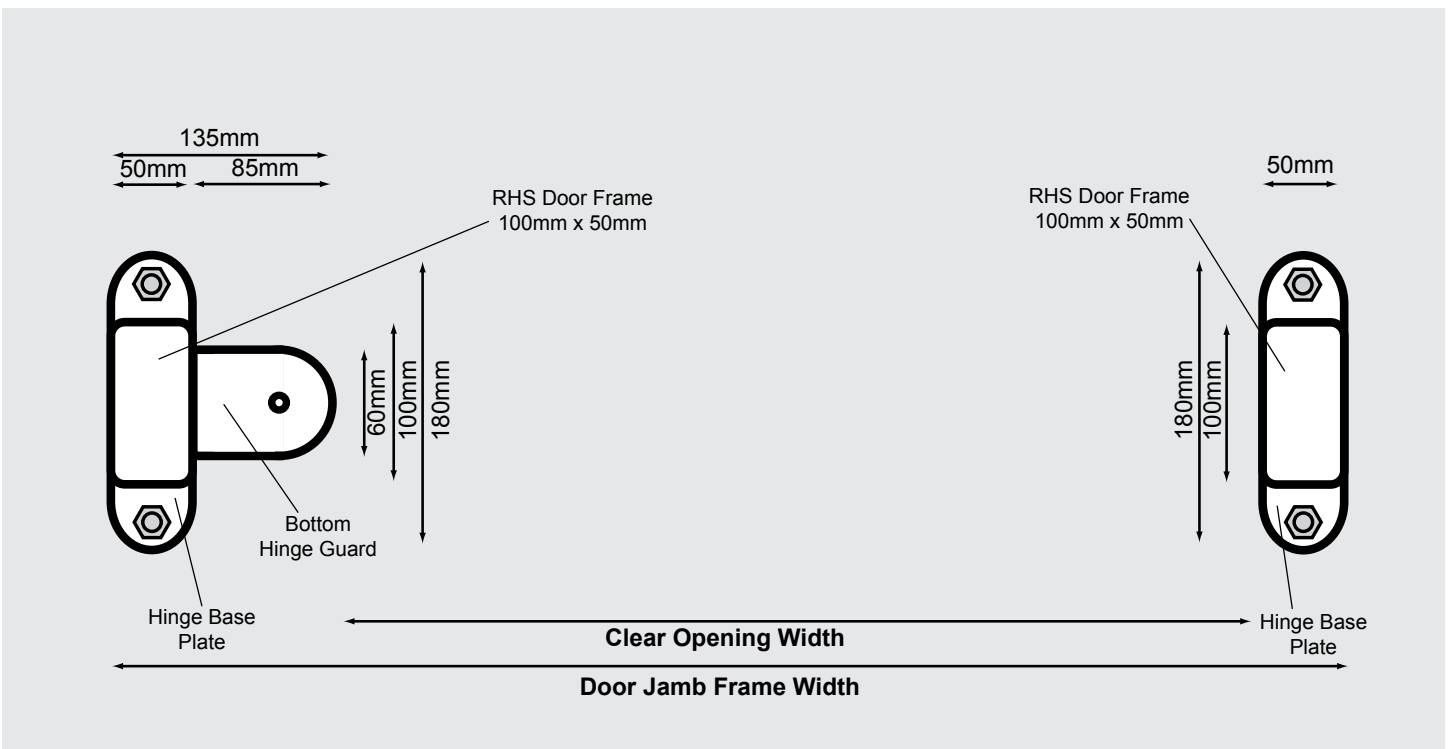 135mm
50mm
85mm
50mm
RHS Door Frame
100mm x 50mm
RHS Door Frame
100mm x 50mm
60mm
100mm
180mm
180mm
100mm
Bottom
Hinge Guard
Hinge Base
Plate
Hinge Base
Plate
Clear Opening Width
Door Jamb Frame Width